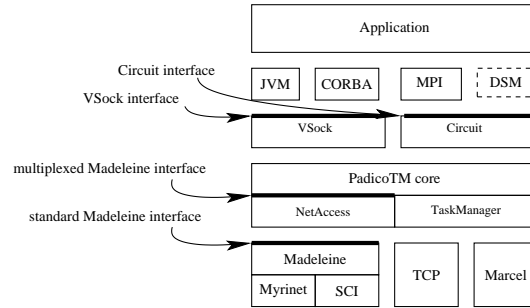 Application
Circuit interface
JVM CORBA MPI DSM
VSock interface
VSock Circuit
multiplexed Madeleine interface
PadicoTM core
NetAccess TaskManager
standard Madeleine interface
Madeleine
TCP Marcel
Myrinet SCI